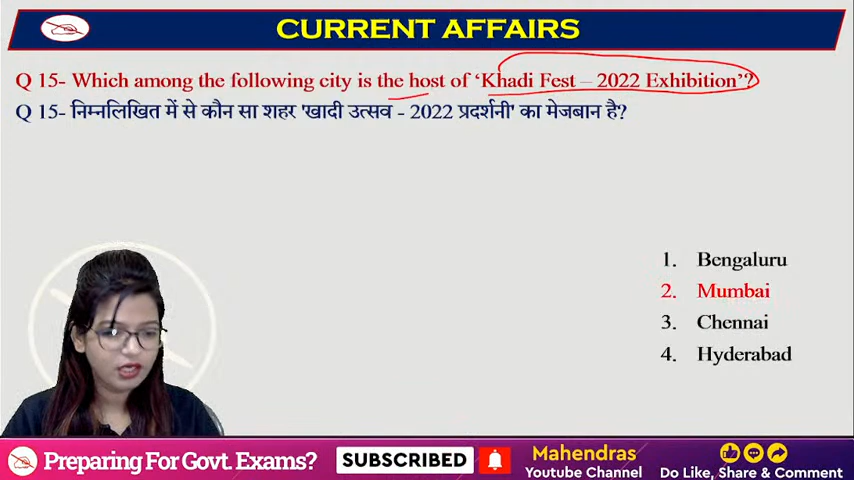 CURRENT AFFAIRS
Q 15- Which among the following city is the host of ‘Khadi Fest – 2022 Exhibition’?
Q 15- निम्नलिखित में से कौन सा शहर 'खादी उत्सव - 2022 प्रदर्शनी' का मेजबान है?
1. Bengaluru
2. Mumbai
3. Chennai
4. Hyderabad
Preparing For Govt. Exams?
SUBSCRIBED
Mahendras
Youtube Channel
Do Like, Share & Comment